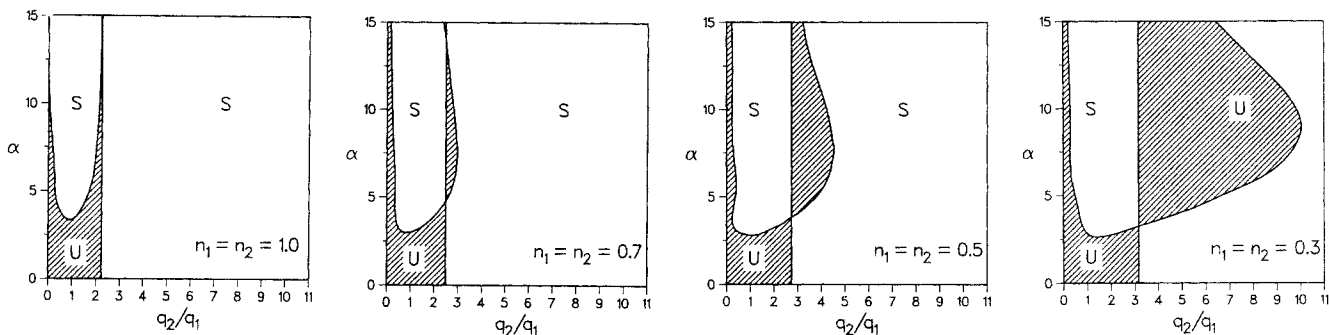 15
10
α
5
0
S
S
U
n₁ = n₂ = 1.0
0 1 2 3 4 5 6 7 8 9 10 11
q₂/q₁
15
10
α
5
0
S
S
U
n₁ = n₂ = 0.7
0 1 2 3 4 5 6 7 8 9 10 11
q₂/q₁
15
10
α
5
0
S
S
U
n₁ = n₂ = 0.5
0 1 2 3 4 5 6 7 8 9 10 11
q₂/q₁
15
10
α
5
0
S
U
U
n₁ = n₂ = 0.3
0 1 2 3 4 5 6 7 8 9 10 11
q₂/q₁